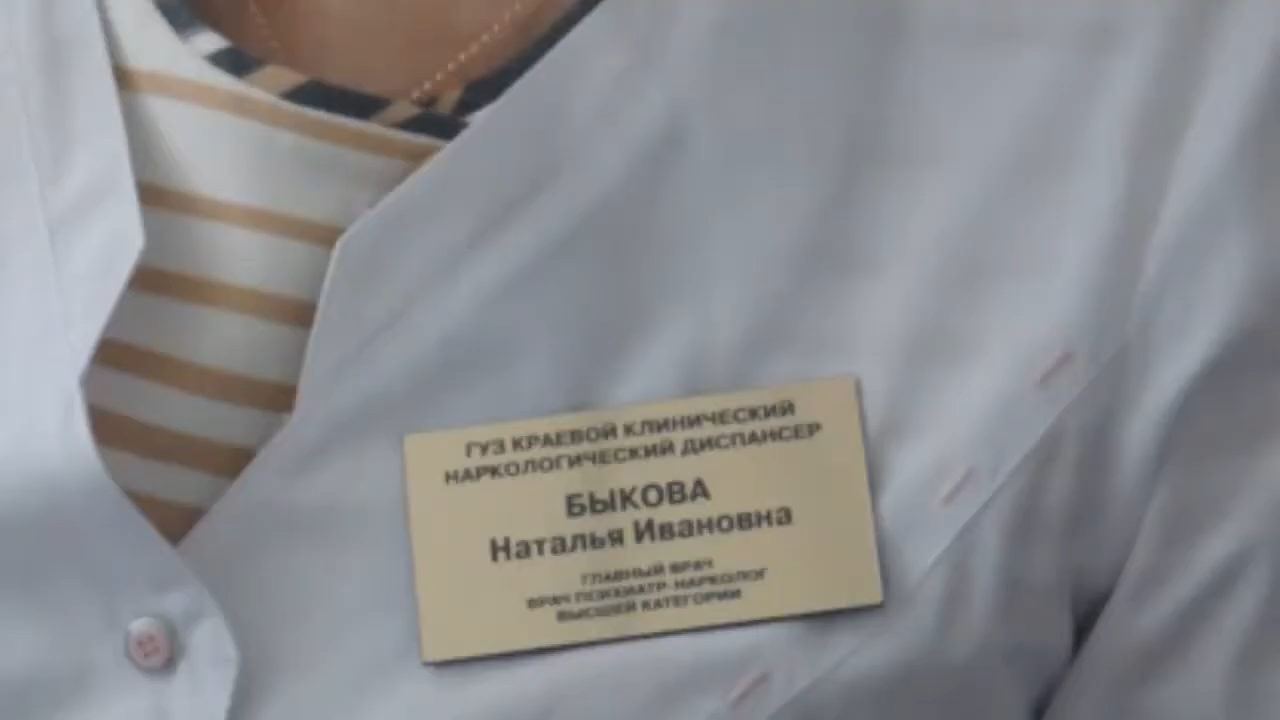 ГУЗ КРАЕВОЙ КЛИНИЧЕСКИЙ
НАРКОЛОГИЧЕСКИЙ ДИСПАНСЕР
БЫКОВА
Наталья Ивановна
ГЛАВНЫЙ ВРАЧ
ВРАЧ ПСИХИАТР-НАРКОЛОГ
ВЫСШЕЙ КАТЕГОРИИ